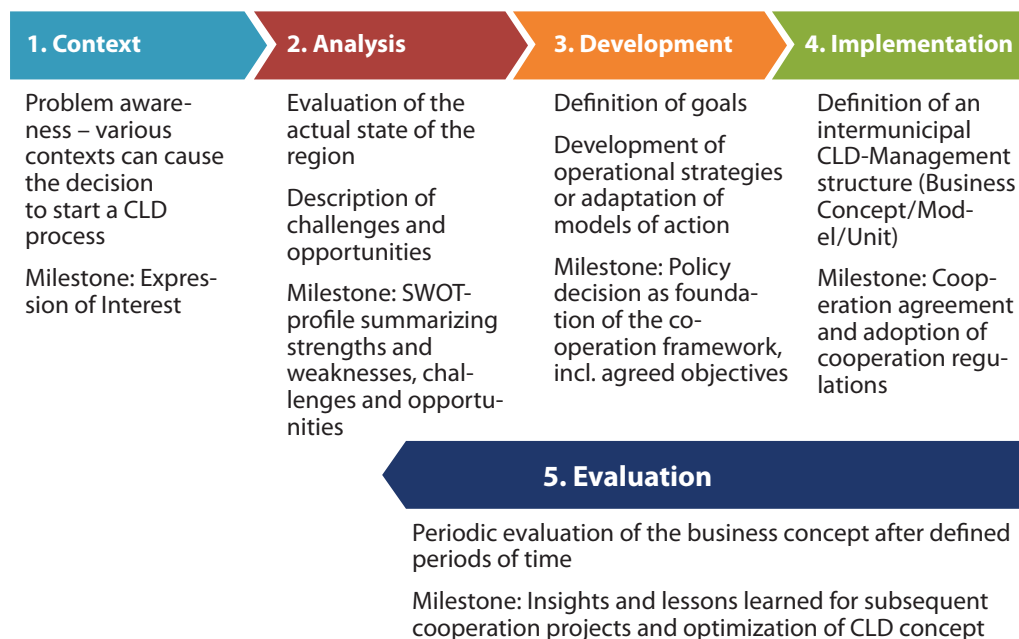 1. Context
Problem aware-
ness – various
contexts can cause
the decision
to start a CLD
process
Milestone: Expres-
sion of Interest
2. Analysis
Evaluation of the
actual state of the
region
Description of
challenges and
opportunities
Milestone: SWOT-
profile summarizing
strengths and
weaknesses, chal-
lenges and opportu-
nities
3. Development
Definition of goals
Development of
operational strategies
or adaptation of
models of action
Milestone: Policy
decision as founda-
tion of the co-
operation framework,
incl. agreed objectives
4. Implementation
Definition of an
intermunicipal
CLD-Management
structure (Business
Concept/Mod-
el/Unit)
Milestone: Coop-
eration agreement
and adoption of
cooperation regu-
lations
5. Evaluation
Periodic evaluation of the business concept after defined
periods of time
Milestone: Insights and lessons learned for subsequent
cooperation projects and optimization of CLD concept